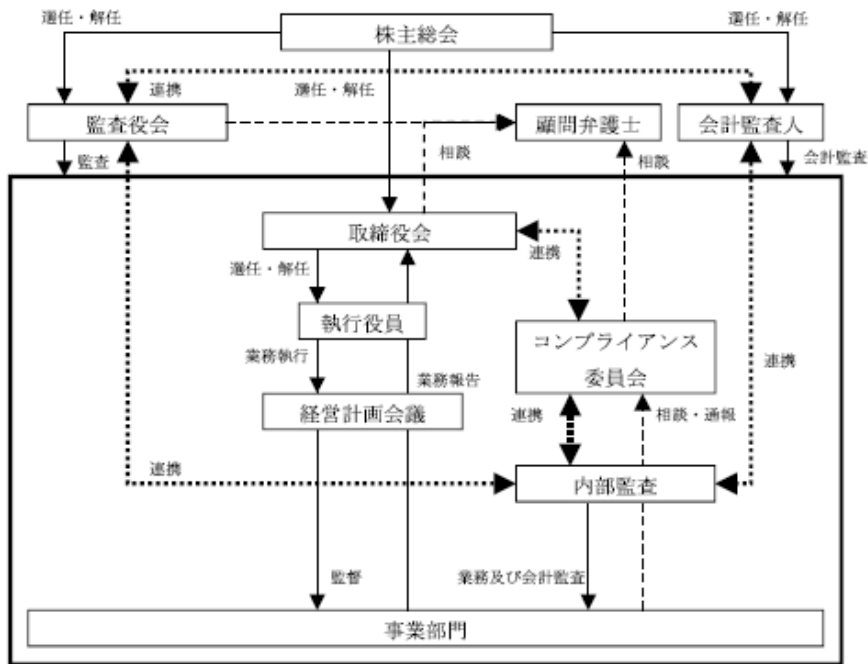 選任・解任
株主総会
選任・解任
連携
選任・解任
監査役会
顧問弁護士
会計監査人
監査
相談
相談
会計監査
取締役会
連携
選任・解任
執行役員
コンプライアンス
委員会
業務執行
業務報告
連携
経営計画会議
連携
相談・通報
連携
内部監査
監督
業務及び会計監査
事業部門